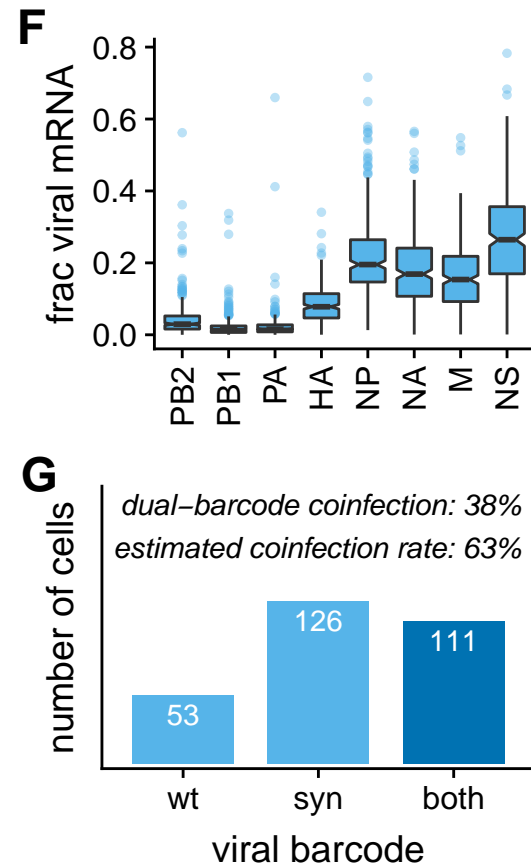 F
frac viral mRNA
0.8
0.6
0.4
0.2
0.0
PB2
PB1
PA
HA
NP
NA
M
NS
G
number of cells
dual−barcode coinfection: 38%
estimated coinfection rate: 63%
53
126
111
wt
syn
both
viral barcode